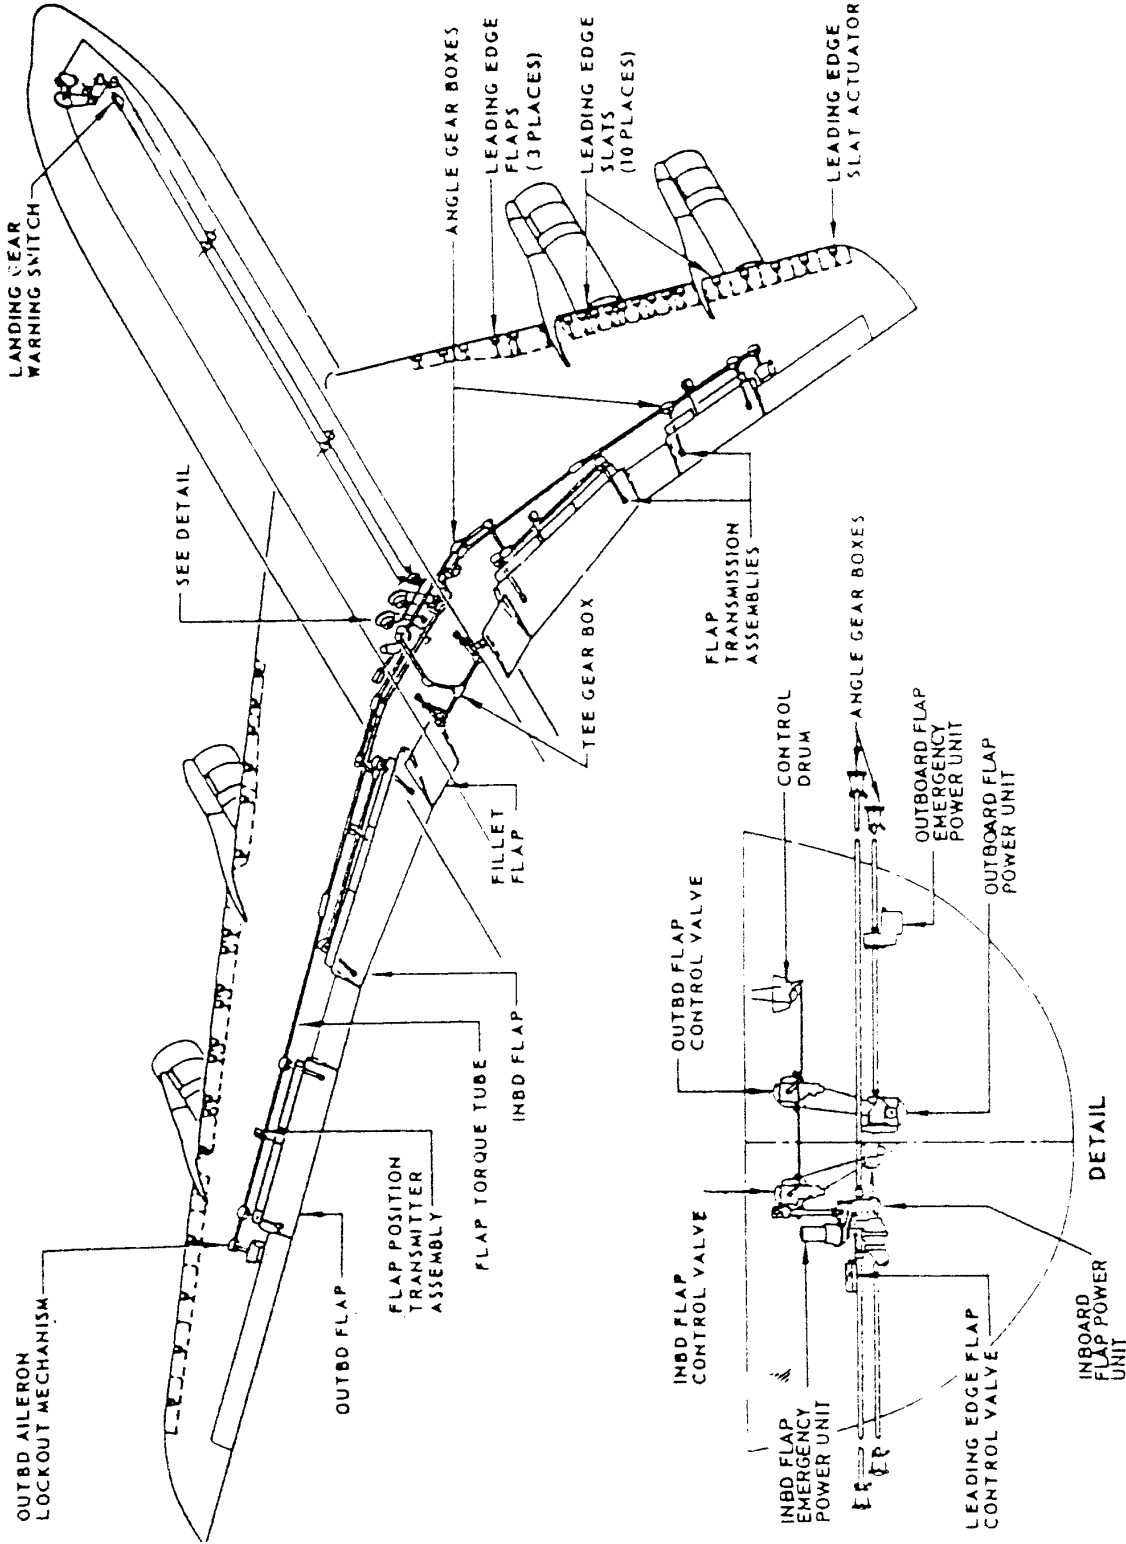 LANDING GEAR
WARNING SWITCH
ANGLE GEAR BOXES
LEADING EDGE
FLAPS
(3 PLACES)
LEADING EDGE
SLATS
(10 PLACES)
LEADING EDGE
SLAT ACTUATOR
SEE DETAIL
FLAP
TRANSMISSION
ASSEMBLIES
TEE GEAR BOX
FILLET
FLAP
INBD FLAP
FLAP TORQUE TUBE
FLAP POSITION
TRANSMITTER
ASSEMBLY
OUTBD FLAP
OUTBD AILERON
LOCKOUT MECHANISM
CONTROL
DRUM
ANGLE GEAR BOXES
OUTBOARD FLAP
EMERGENCY
POWER UNIT
OUTBOARD FLAP
POWER UNIT
OUTBD FLAP
CONTROL VALVE
INBD FLAP
CONTROL VALVE
INBD FLAP
EMERGENCY
POWER UNIT
LEADING EDGE FLAP
CONTROL VALVE
INBOARD
FLAP POWER
UNIT
DETAIL